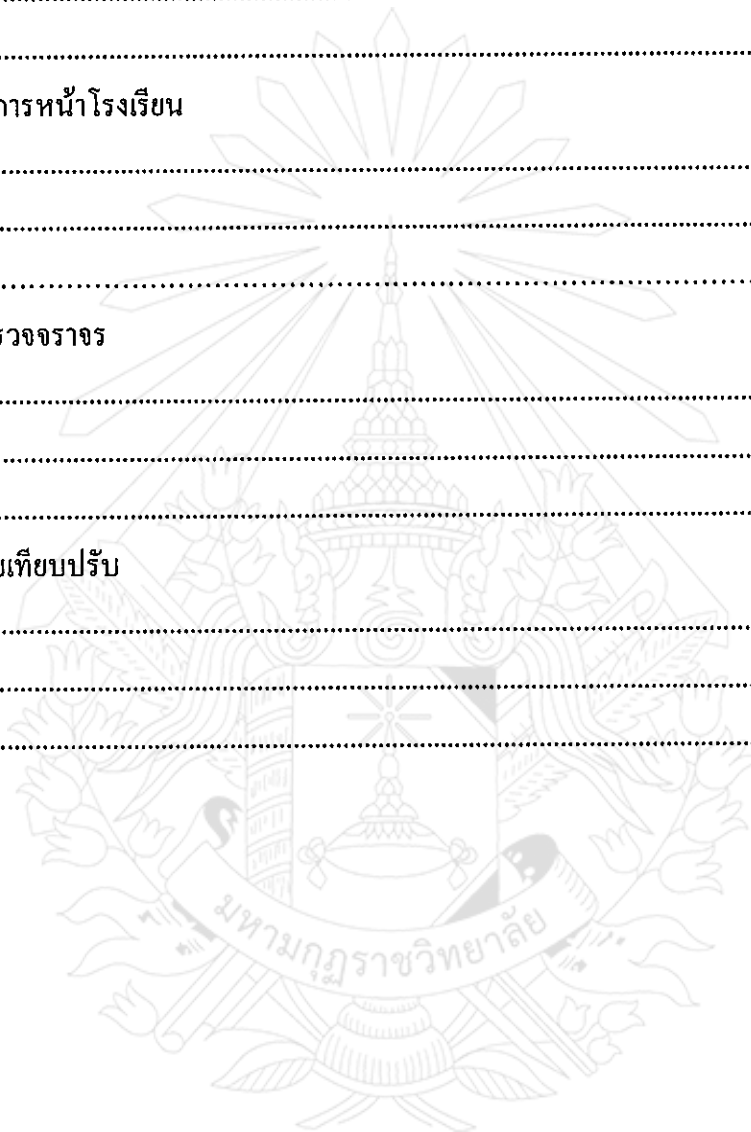 การหน้าโรงเรียน
รวจจราจร
ยเทียบปรับ
มหามกุฏราชวิทยาลัย